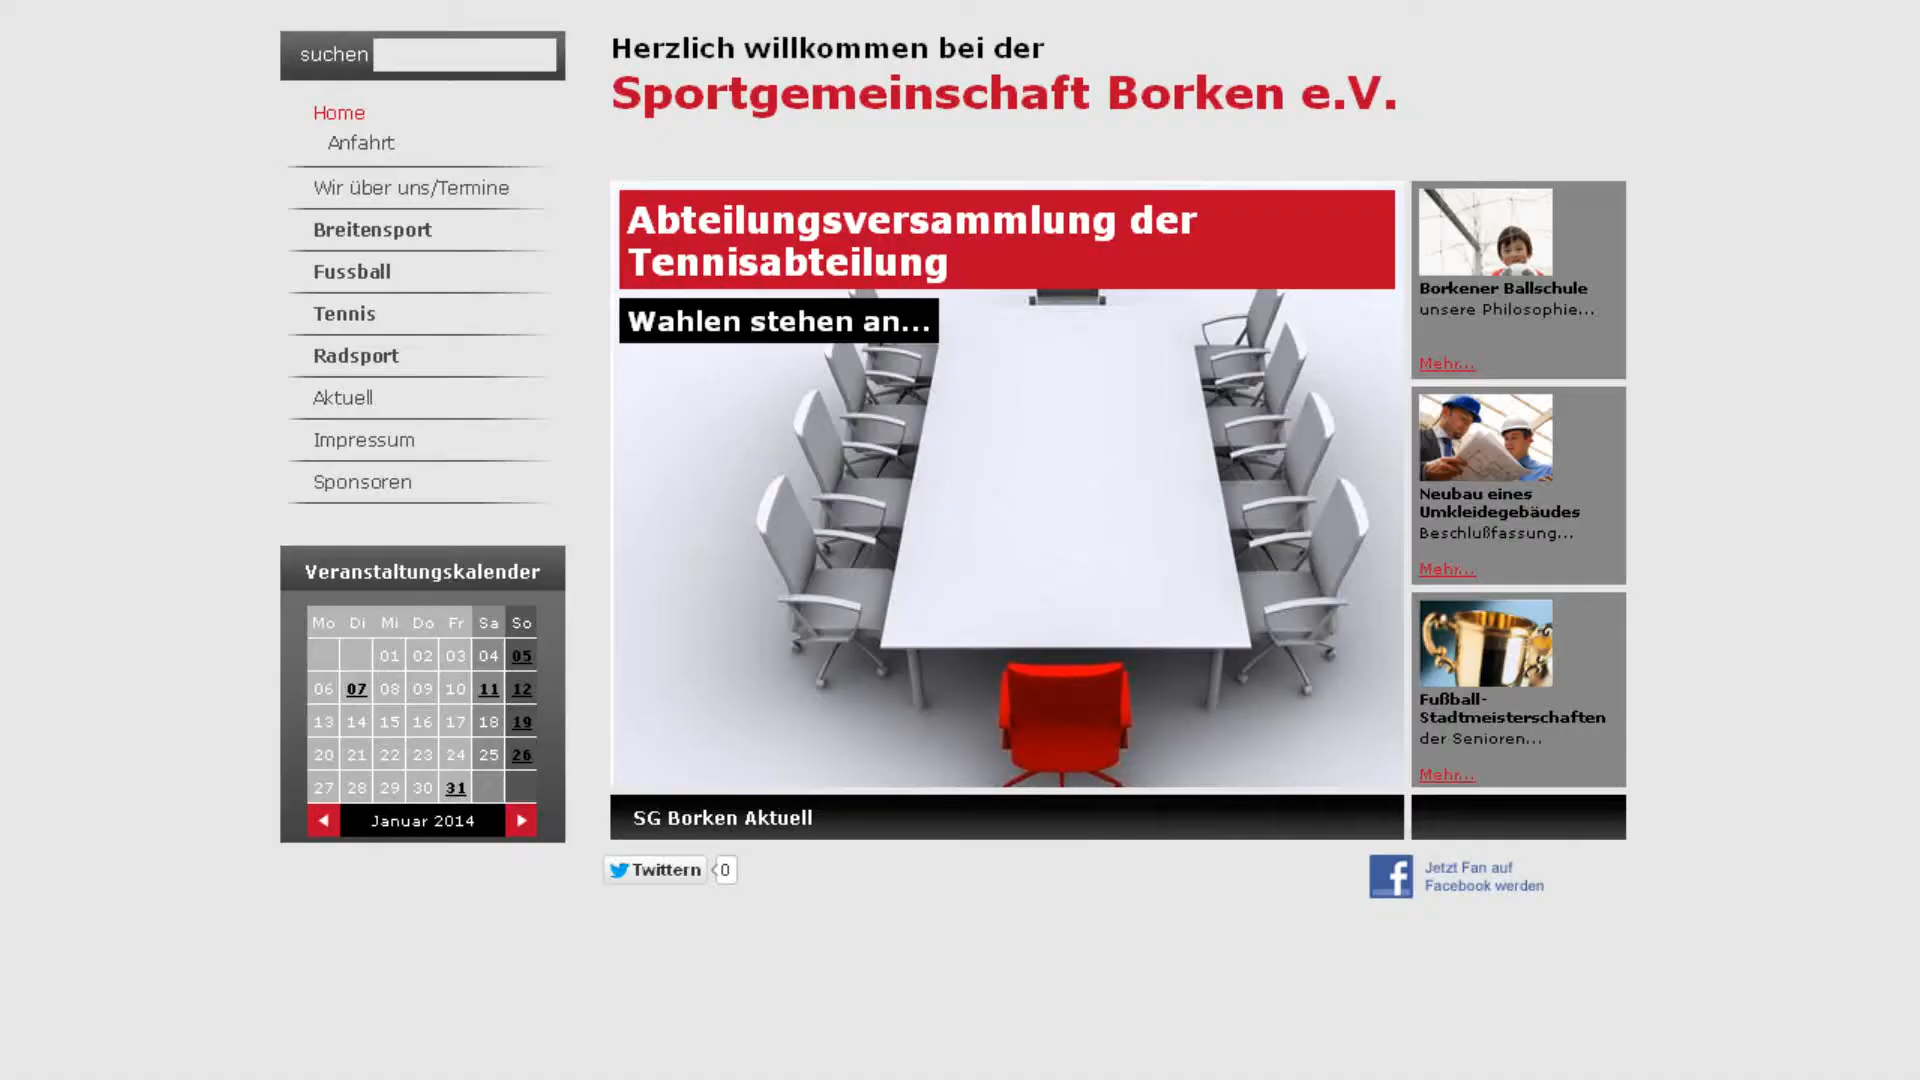 suchen
Home
Anfahrt
Wir über uns/Termine
Breitensport
Fussball
Tennis
Radsport
Aktuell
Impressum
Sponsoren
Veranstaltungskalender
Mo Di Mi Do Fr Sa So
01 02 03 04 05
06 07 08 09 10 11 12
13 14 15 16 17 18 19
20 21 22 23 24 25 26
27 28 29 30 31
Januar 2014
Herzlich willkommen bei der
Sportgemeinschaft Borken e.V.
Abteilungsversammlung der
Tennisabteilung
Wahlen stehen an...
SG Borken Aktuell
Twittern 0
Borkener Ballschule
unsere Philosophie...
Mehr...
Neubau eines
Umkleidegebäudes
Beschlußfassung...
Mehr...
Fußball-
Stadtmeisterschaften
der Senioren...
Mehr...
Jetzt Fan auf
Facebook werden